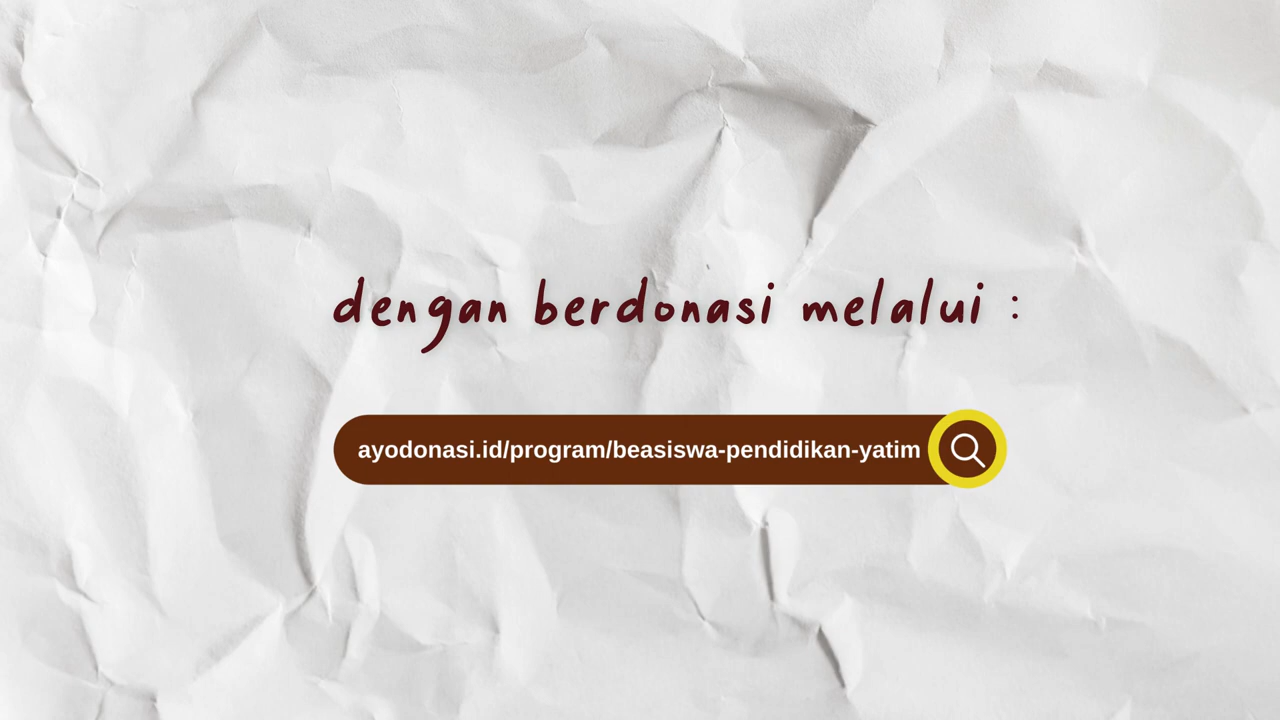 dengan berdonasi melalui :
ayodonasi.id/program/beasiswa-pendidikan-yatim